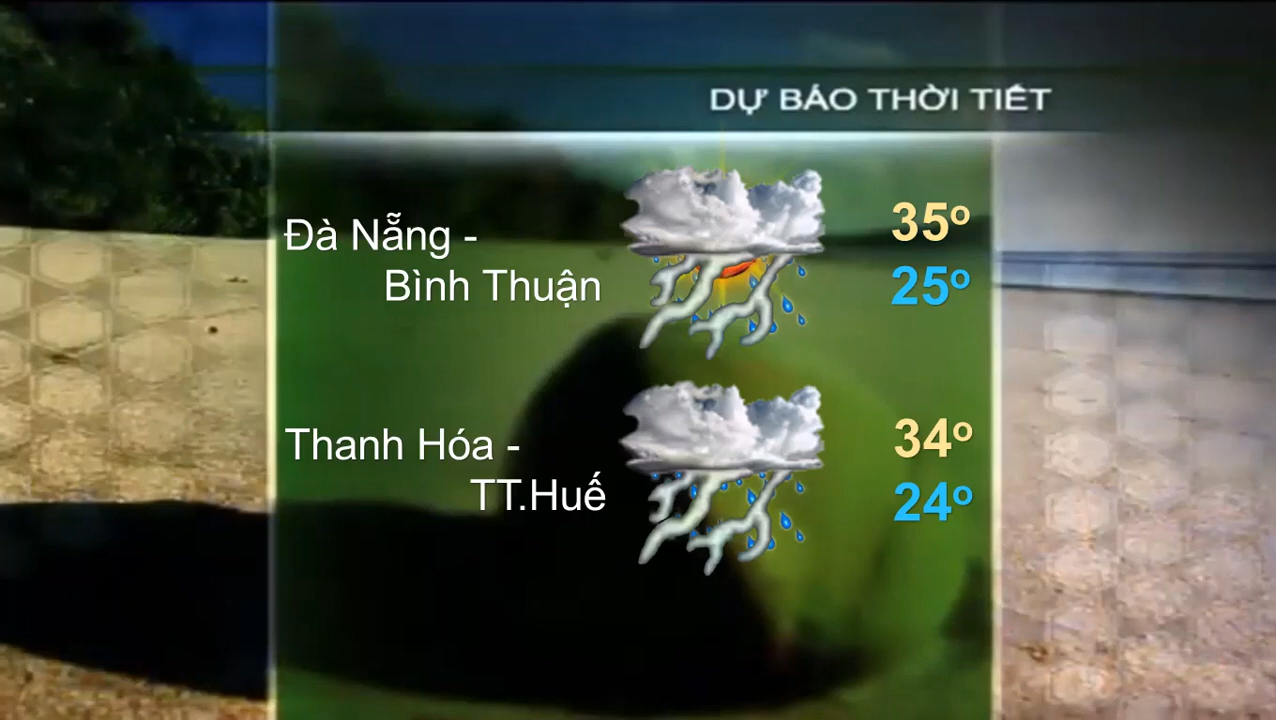 DỰ BÁO THỜI TIẾT
Đà Nẵng -
Bình Thuận
35º
25º
Thanh Hóa -
TT.Huế
34º
24º